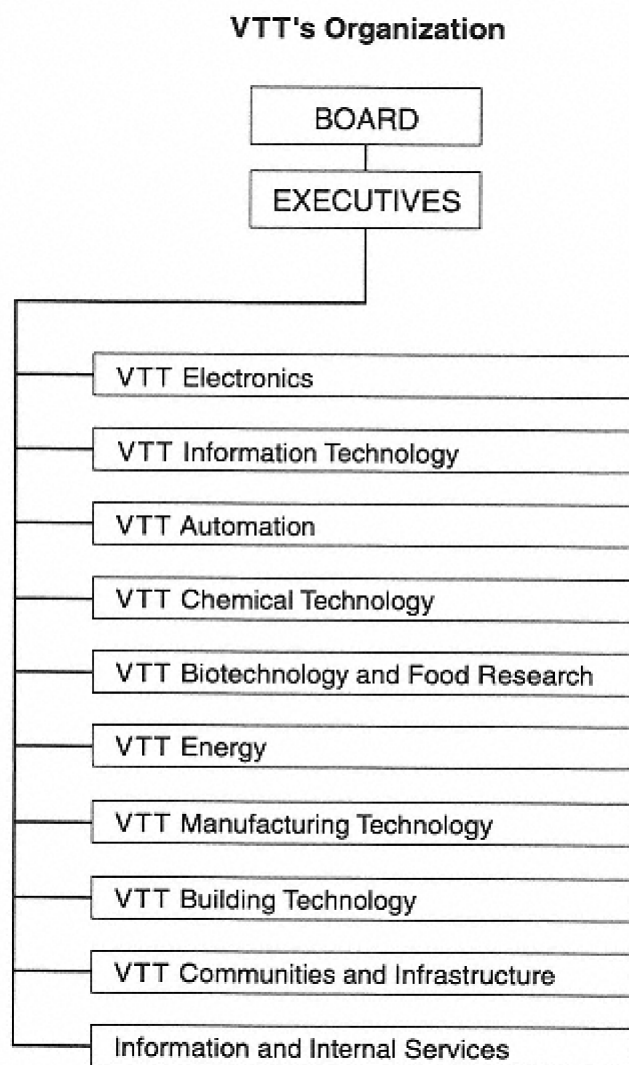 VTT's Organization
BOARD
EXECUTIVES
VTT Electronics
VTT Information Technology
VTT Automation
VTT Chemical Technology
VTT Biotechnology and Food Research
VTT Energy
VTT Manufacturing Technology
VTT Building Technology
VTT Communities and Infrastructure
Information and Internal Services